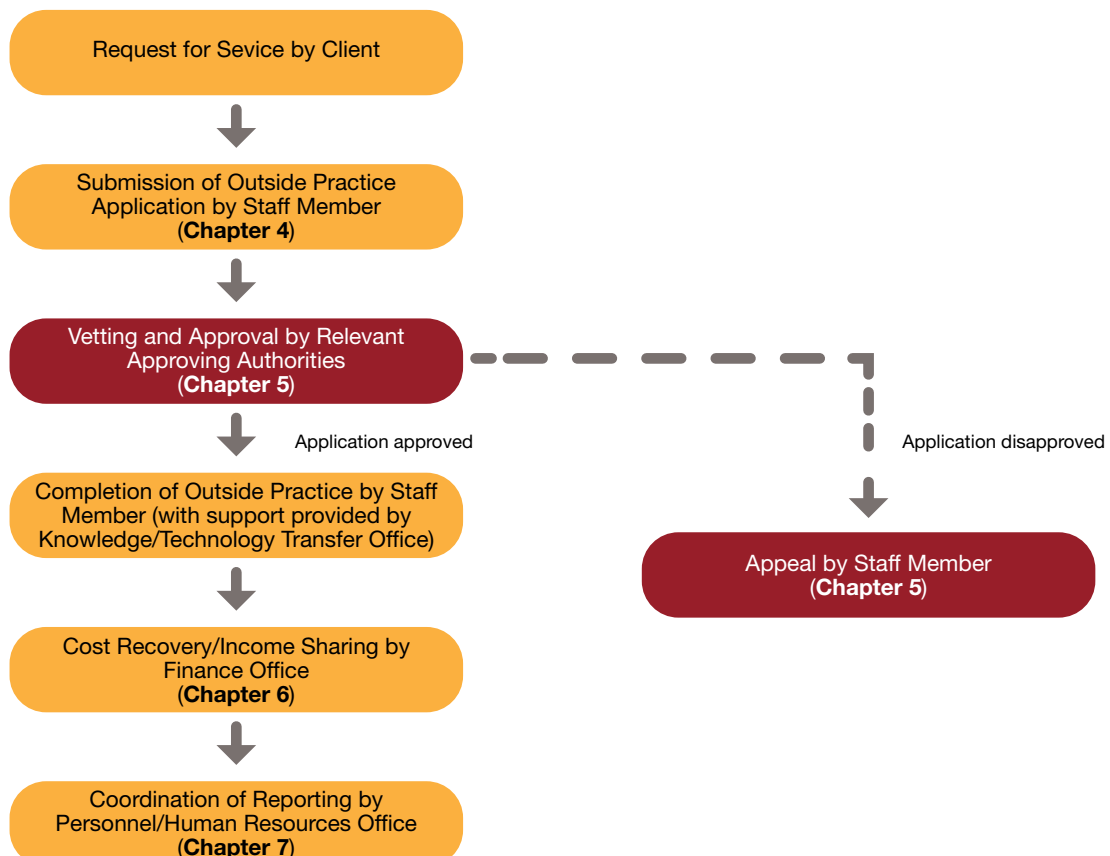 Request for Sevice by Client
Submission of Outside Practice
Application by Staff Member
(Chapter 4)
Vetting and Approval by Relevant
Approving Authorities
(Chapter 5)
Application approved
Application disapproved
Completion of Outside Practice by Staff
Member (with support provided by
Knowledge/Technology Transfer Office)
Appeal by Staff Member
(Chapter 5)
Cost Recovery/Income Sharing by
Finance Office
(Chapter 6)
Coordination of Reporting by
Personnel/Human Resources Office
(Chapter 7)